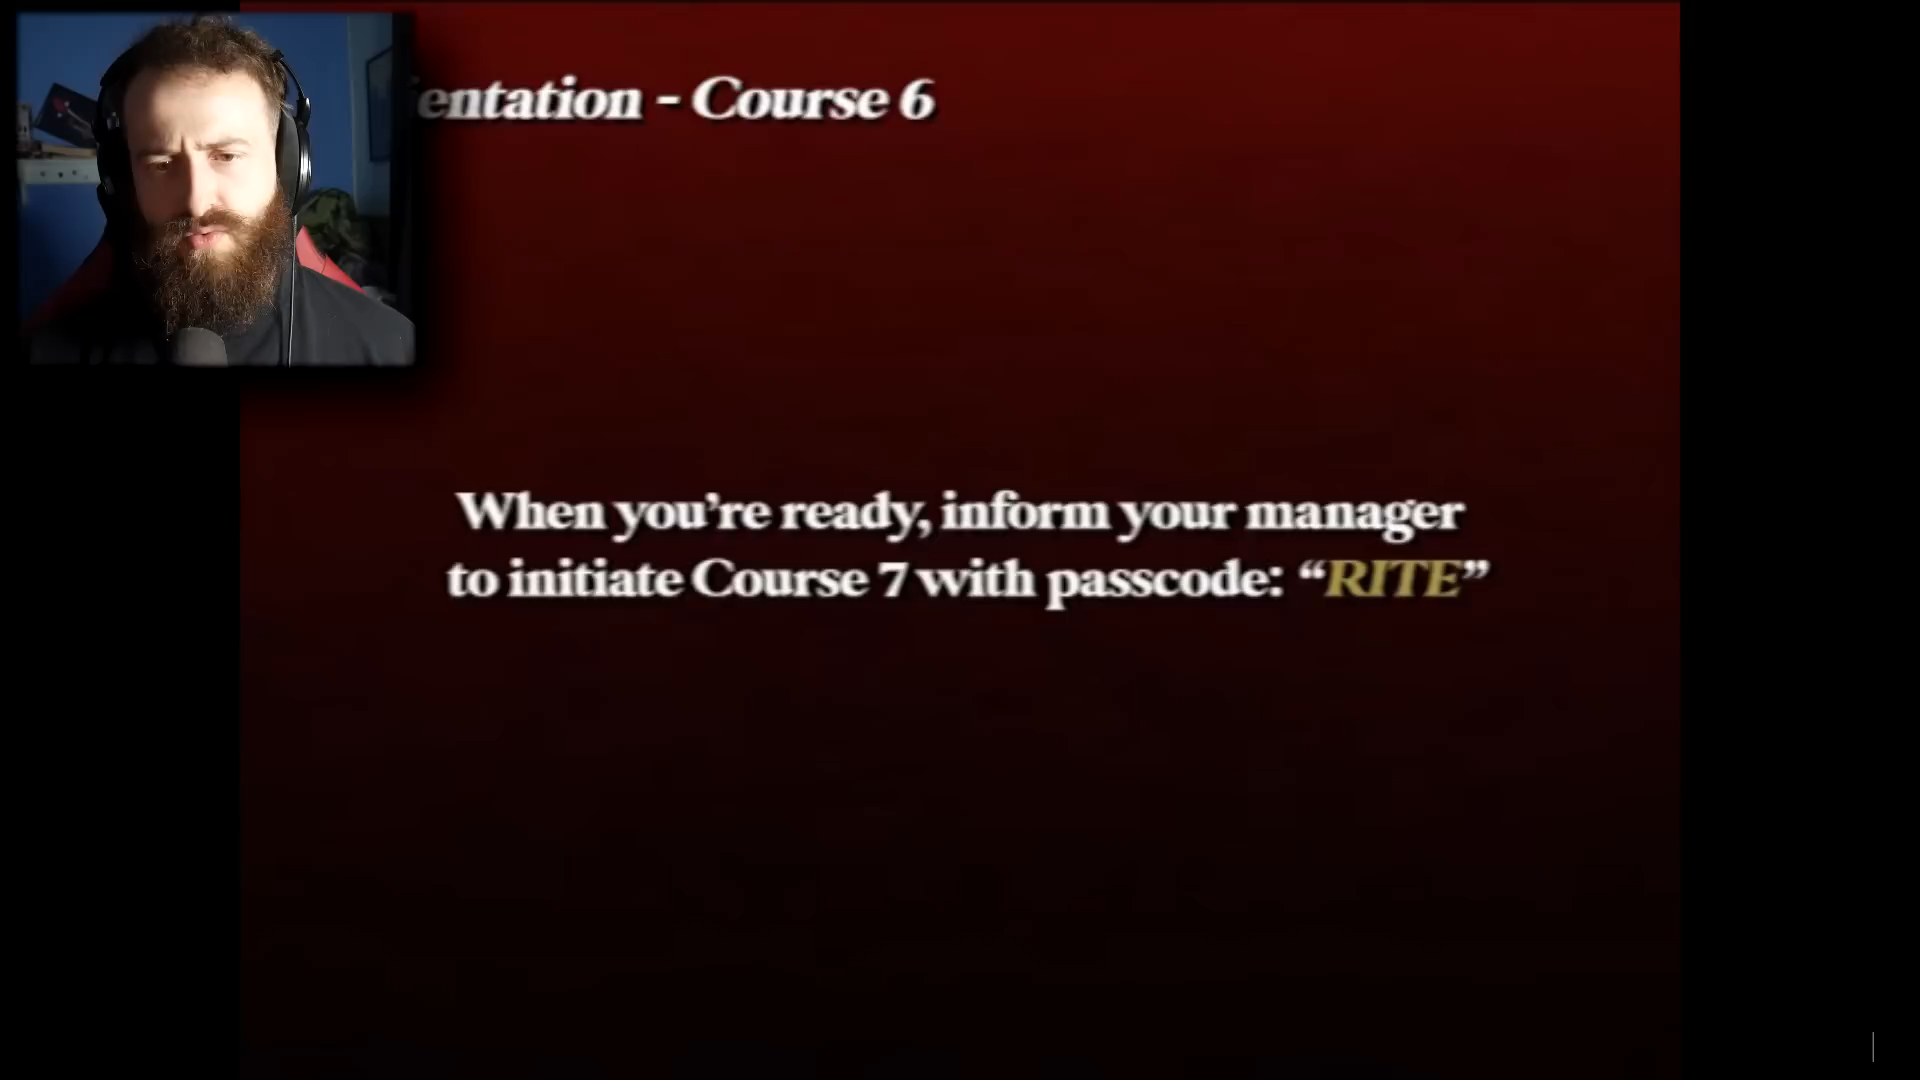 entation - Course 6
When you're ready, inform your manager
to initiate Course 7 with passcode: “RITE”